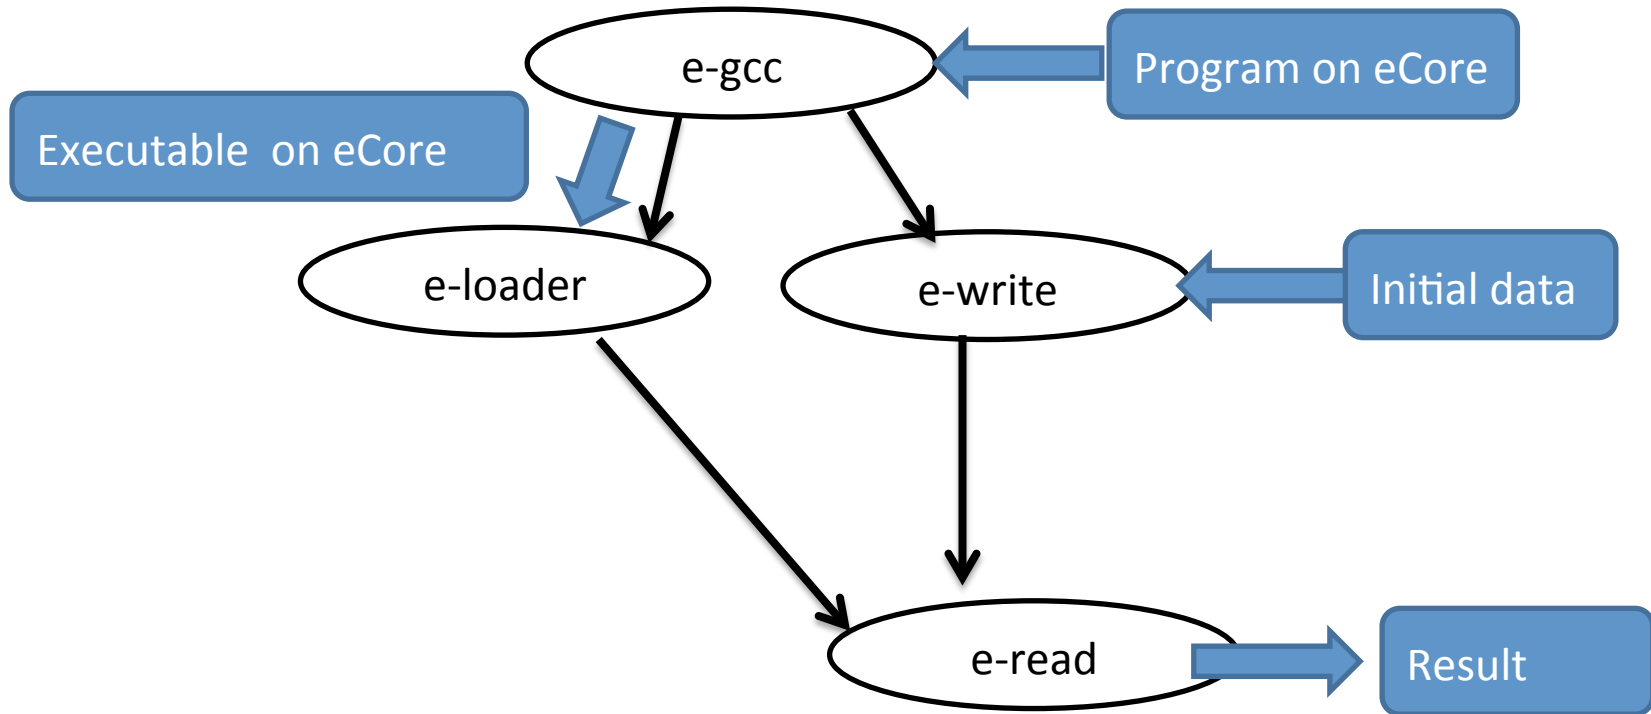 e-gcc
Program on eCore
Executable on eCore
e-loader
e-write
Initial data
e-read
Result